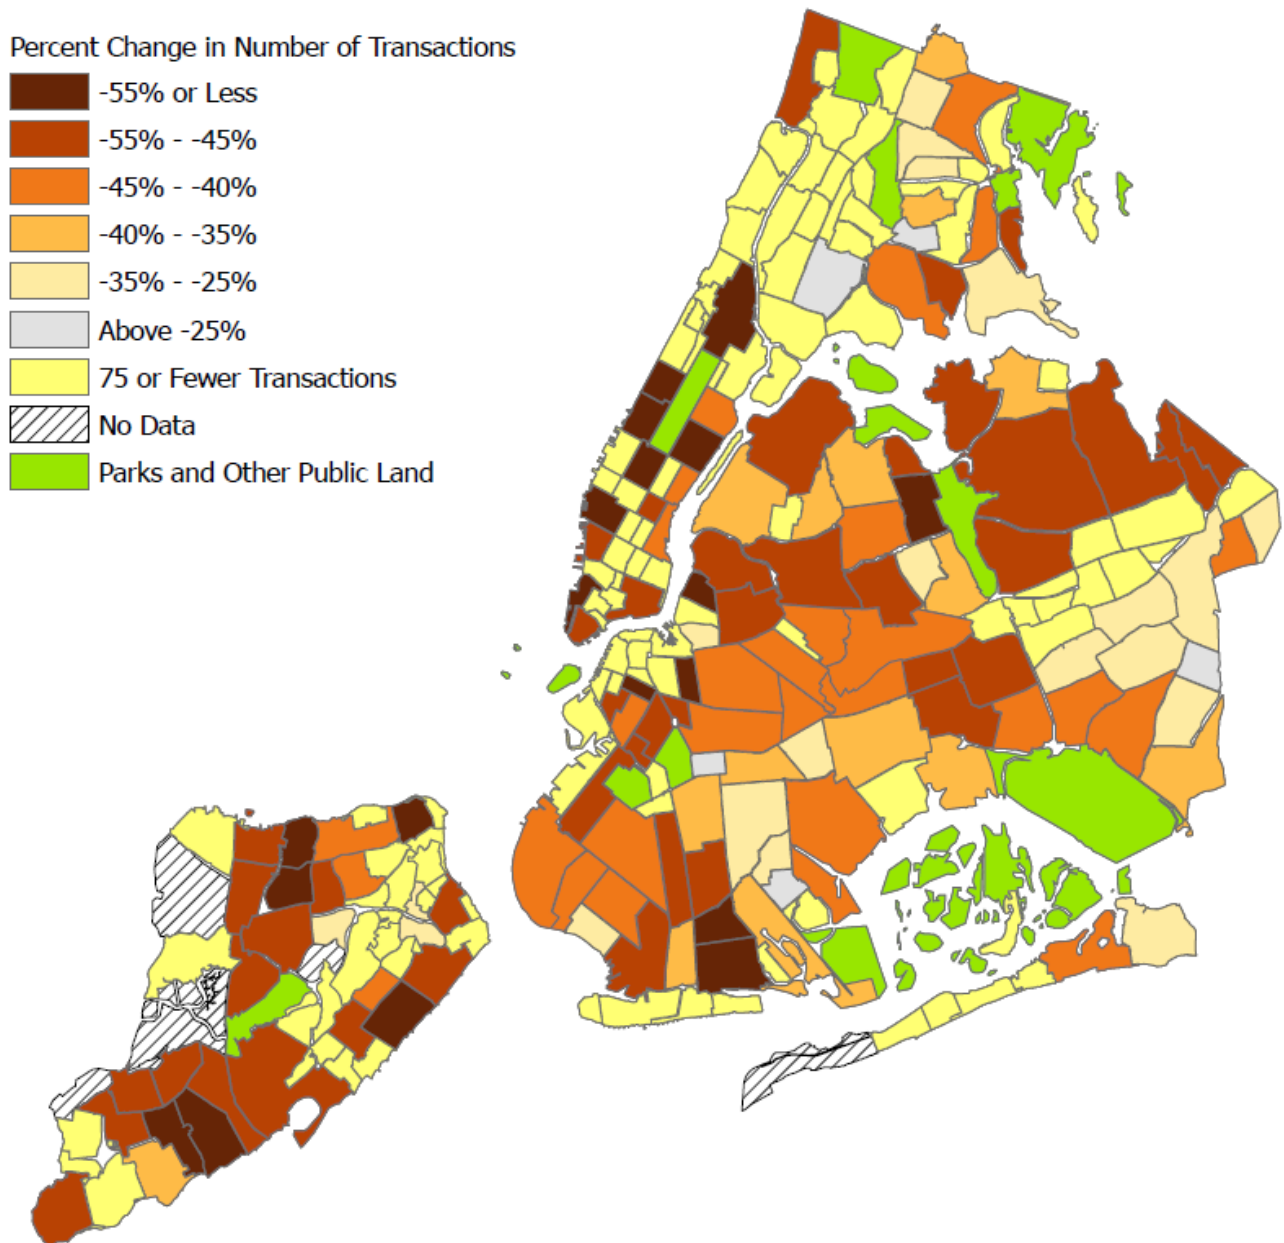 Percent Change in Number of Transactions
-55% or Less
-55% - -45%
-45% - -40%
-40% - -35%
-35% - -25%
Above -25%
75 or Fewer Transactions
No Data
Parks and Other Public Land